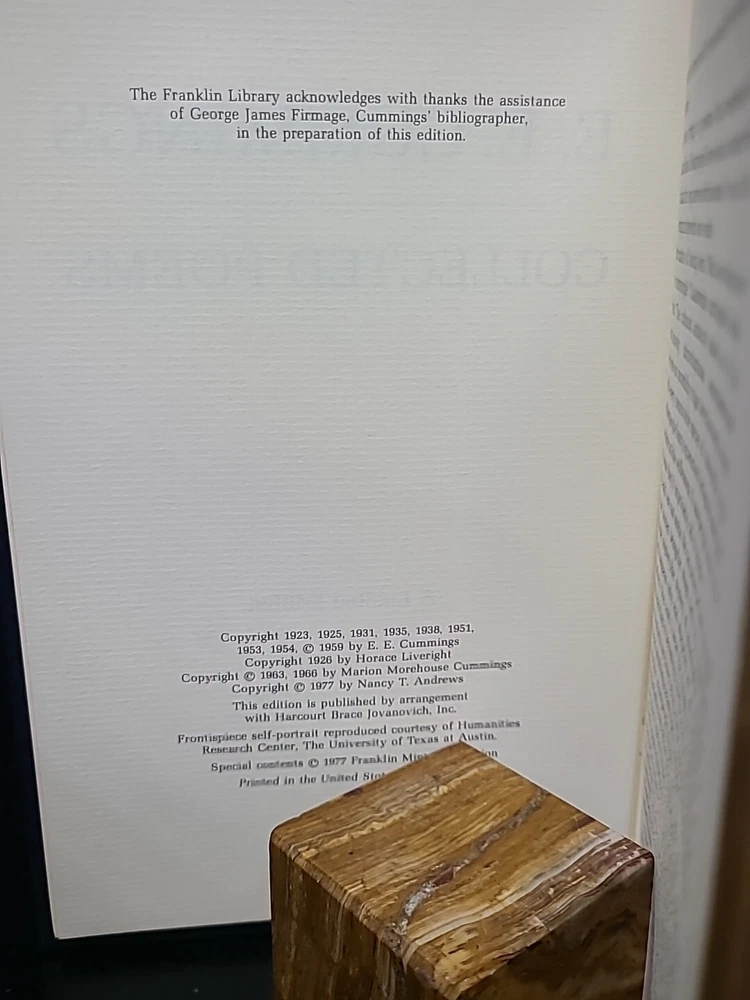 The Franklin Library acknowledges with thanks the assistance
of George James Firmage, Cummings' bibliographer,
in the preparation of this edition.
COLLECTED POEMS
Copyright 1923, 1925, 1931, 1935, 1938, 1951,
1953, 1954, © 1959 by E. E. Cummings
Copyright 1926 by Horace Liveright
Copyright © 1963, 1966 by Marion Morehouse Cummings
Copyright © 1977 by Nancy T. Andrews
This edition is published by arrangement
with Harcourt Brace Jovanovich, Inc.
Frontispiece self-portrait reproduced courtesy of Humanities
Research Center, The University of Texas at Austin.
Special contents © 1977 Franklin
Printed in the United